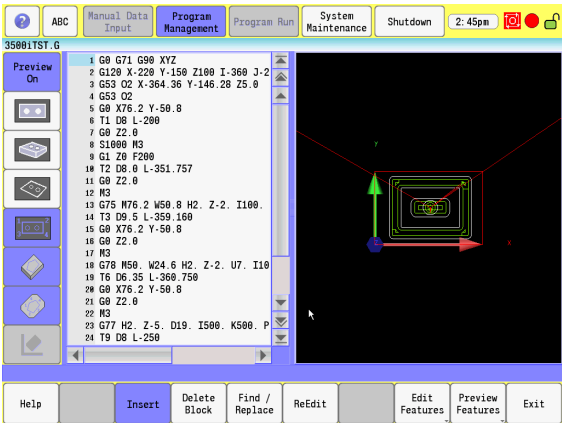 ?
ABC
Manual Data
Input
Program
Management
Program Run
System
Maintenance
Shutdown
2:45pm
3500iTST.G
Preview
On
1 G0 G71 G90 XYZ
2 G120 X-220 Y-150 Z100 I-360 J-2
3 G53 O2 X-364.36 Y-146.28 Z5.0
4 G53 O2
5 G0 X76.2 Y-50.8
6 T1 D8 L-200
7 G0 Z2.0
8 S1000 M3
9 G1 Z0 F200
10 T2 D8.0 L-351.757
11 G0 Z2.0
12 M3
13 G75 M76.2 W50.8 H2. Z-2. I100.
14 T3 D9.5 L-359.160
15 G0 X76.2 Y-50.8
16 G0 Z2.0
17 M3
18 G78 M50. W24.6 H2. Z-2. U7. I10
19 T6 D6.35 L-360.750
20 G0 X76.2 Y-50.8
21 G0 Z2.0
22 M3
23 G77 H2. Z-5. D19. I500. K500. P
24 T9 D8 L-250
Y
X
Help
Insert
Delete
Block
Find /
Replace
ReEdit
Edit
Features
Preview
Features
Exit